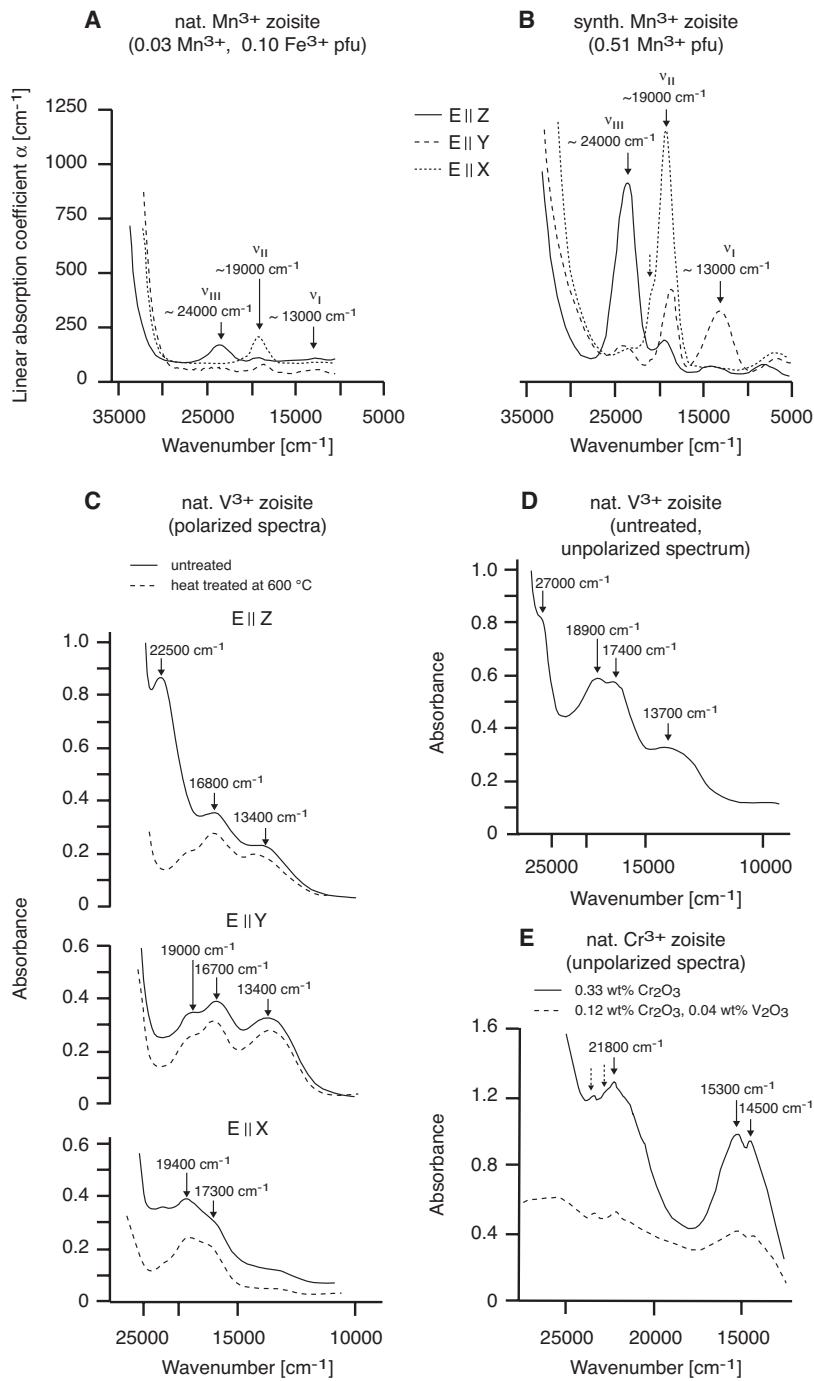 A
nat. Mn3+ zoisite
(0.03 Mn3+, 0.10 Fe3+ pfu)
Linear absorption coefficient α [cm-1]
1250
1000
750
500
250
0
νIII
~ 24000 cm-1
νII
~19000 cm-1
νI
~ 13000 cm-1
35000
25000
15000
5000
Wavenumber [cm-1]
E || Z
E || Y
E || X
B
synth. Mn3+ zoisite
(0.51 Mn3+ pfu)
νII
~19000 cm-1
νIII
~ 24000 cm-1
νI
~ 13000 cm-1
35000
25000
15000
5000
Wavenumber [cm-1]
C
nat. V3+ zoisite
(polarized spectra)
untreated
heat treated at 600 °C
Absorbance
E || Z
1.0
0.8
0.6
0.4
0.2
0
22500 cm-1
16800 cm-1
13400 cm-1
E || Y
0.6
0.4
0.2
0
19000 cm-1
16700 cm-1
13400 cm-1
E || X
0.6
0.4
0.2
0
19400 cm-1
17300 cm-1
25000
15000
10000
Wavenumber [cm-1]
D
nat. V3+ zoisite
(untreated,
unpolarized spectrum)
Absorbance
1.0
0.8
0.6
0.4
0.2
0
27000 cm-1
18900 cm-1
17400 cm-1
13700 cm-1
25000
15000
10000
Wavenumber [cm-1]
E
nat. Cr3+ zoisite
(unpolarized spectra)
0.33 wt% Cr2O3
0.12 wt% Cr2O3, 0.04 wt% V2O3
Absorbance
1.6
1.2
0.8
0.4
0
21800 cm-1
15300 cm-1
14500 cm-1
25000
20000
15000
Wavenumber [cm-1]